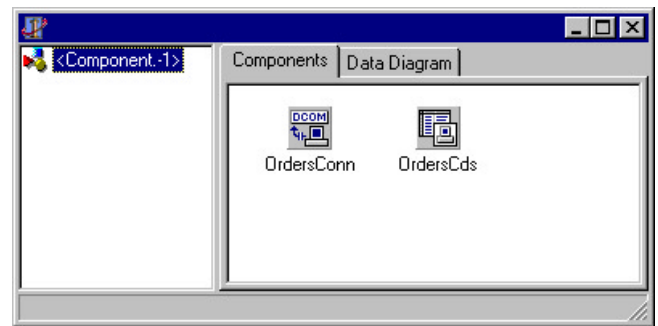 <Component.-1>
Components
Data Diagram
DCOM
OrdersConn
OrdersCds